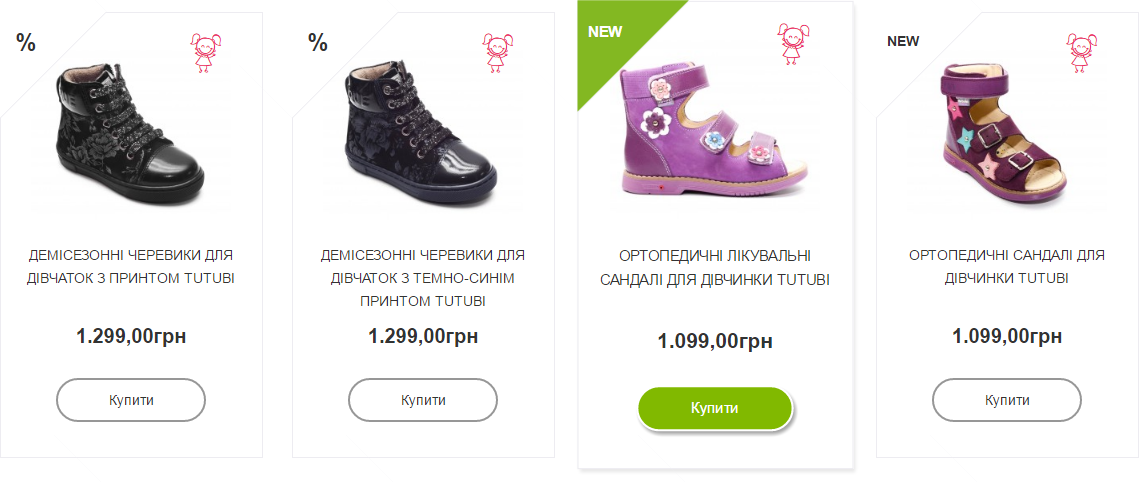 %
ДЕМІСЕЗОННІ ЧЕРЕВИКИ ДЛЯ
ДІВЧАТОК З ПРИНТОМ TUTUBI
1.299,00грн
Купити
%
ДЕМІСЕЗОННІ ЧЕРЕВИКИ ДЛЯ
ДІВЧАТОК З ТЕМНО-СИНІМ
ПРИНТОМ TUTUBI
1.299,00грн
Купити
NEW
ОРТОПЕДИЧНІ ЛІКУВАЛЬНІ
САНДАЛІ ДЛЯ ДІВЧИНКИ TUTUBI
1.099,00грн
Купити
NEW
ОРТОПЕДИЧНІ САНДАЛІ ДЛЯ
ДІВЧИНКИ TUTUBI
1.099,00грн
Купити